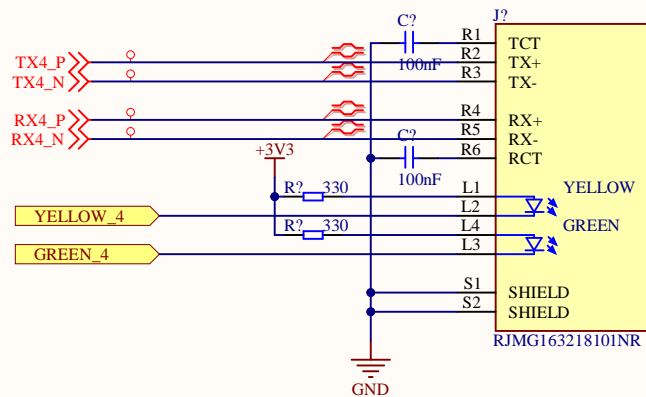 J?
C?
R1
TCT
TX4_P
R2
TX+
100nF
TX4_N
R3
TX-
RX4_P
R4
RX+
RX4_N
R5
RX-
C?
+3V3
R6
RCT
100nF
R?
330
L1
YELLOW
YELLOW_4
L2
R?
330
L4
GREEN
GREEN_4
L3
S1
SHIELD
S2
SHIELD
RJMG163218101NR
GND